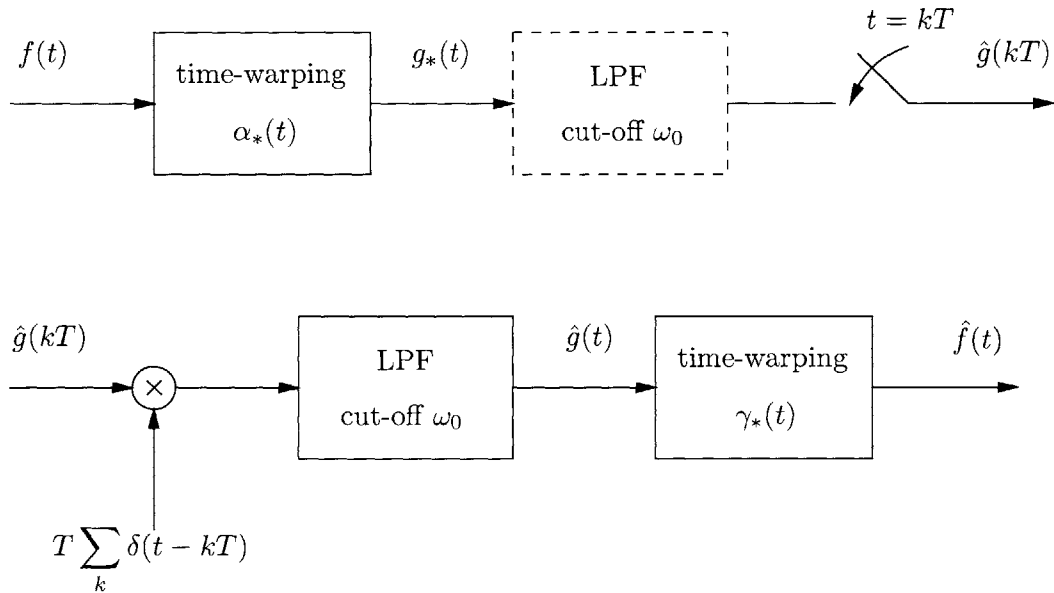 f(t)
time-warping
α∗(t)
g∗(t)
LPF
cut-off ω₀
t = kT
ĝ(kT)
ĝ(kT)
×
T ∑ₖ δ(t − kT)
LPF
cut-off ω₀
ĝ(t)
time-warping
γ∗(t)
f̂(t)